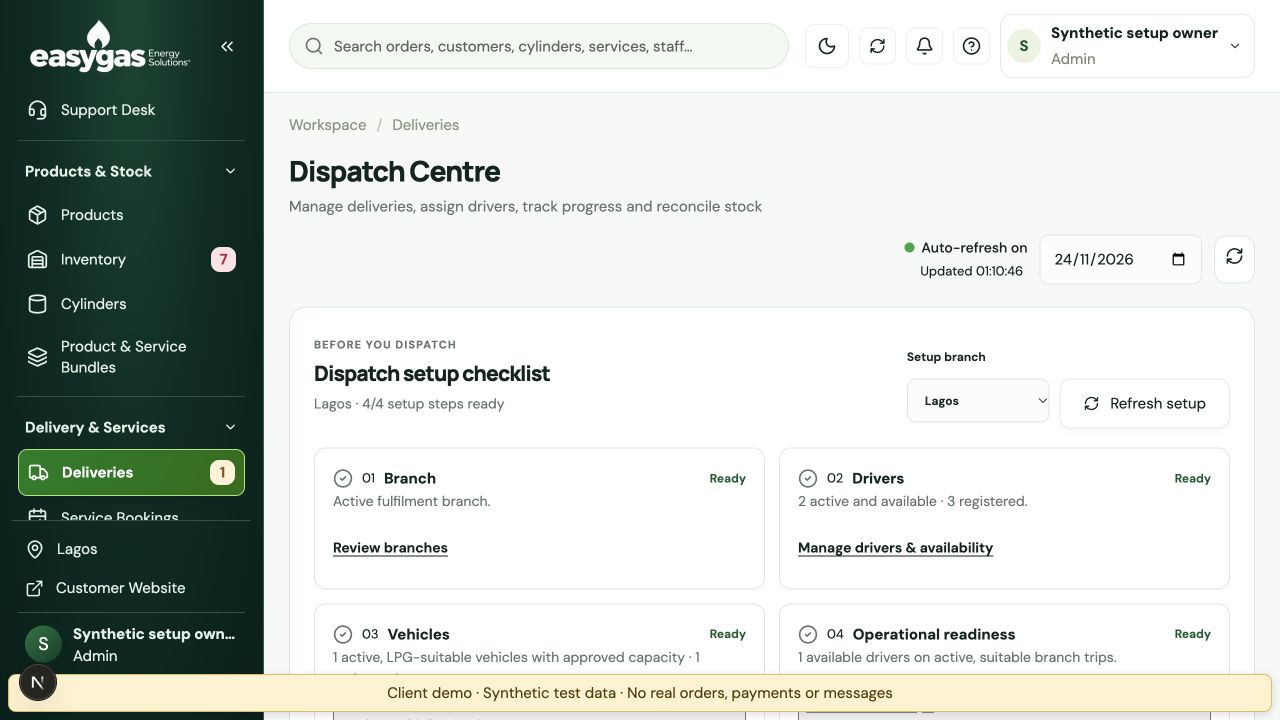 easygas Energy Solutions
Support Desk
Products & Stock
Products
Inventory 7
Cylinders
Product & Service
Bundles
Delivery & Services
Deliveries 1
Service Bookings
Lagos
Customer Website
S Synthetic setup own...
Admin
N
Search orders, customers, cylinders, services, staff...
S Synthetic setup owner
Admin
Workspace / Deliveries
Dispatch Centre
Manage deliveries, assign drivers, track progress and reconcile stock
Auto-refresh on
Updated 01:10:46
24/11/2026
BEFORE YOU DISPATCH
Dispatch setup checklist
Lagos · 4/4 setup steps ready
Setup branch
Lagos
Refresh setup
01 Branch Ready
Active fulfilment branch.
Review branches
02 Drivers Ready
2 active and available · 3 registered.
Manage drivers & availability
03 Vehicles Ready
1 active, LPG-suitable vehicles with approved capacity · 1
04 Operational readiness Ready
1 available drivers on active, suitable branch trips.
Client demo · Synthetic test data · No real orders, payments or messages